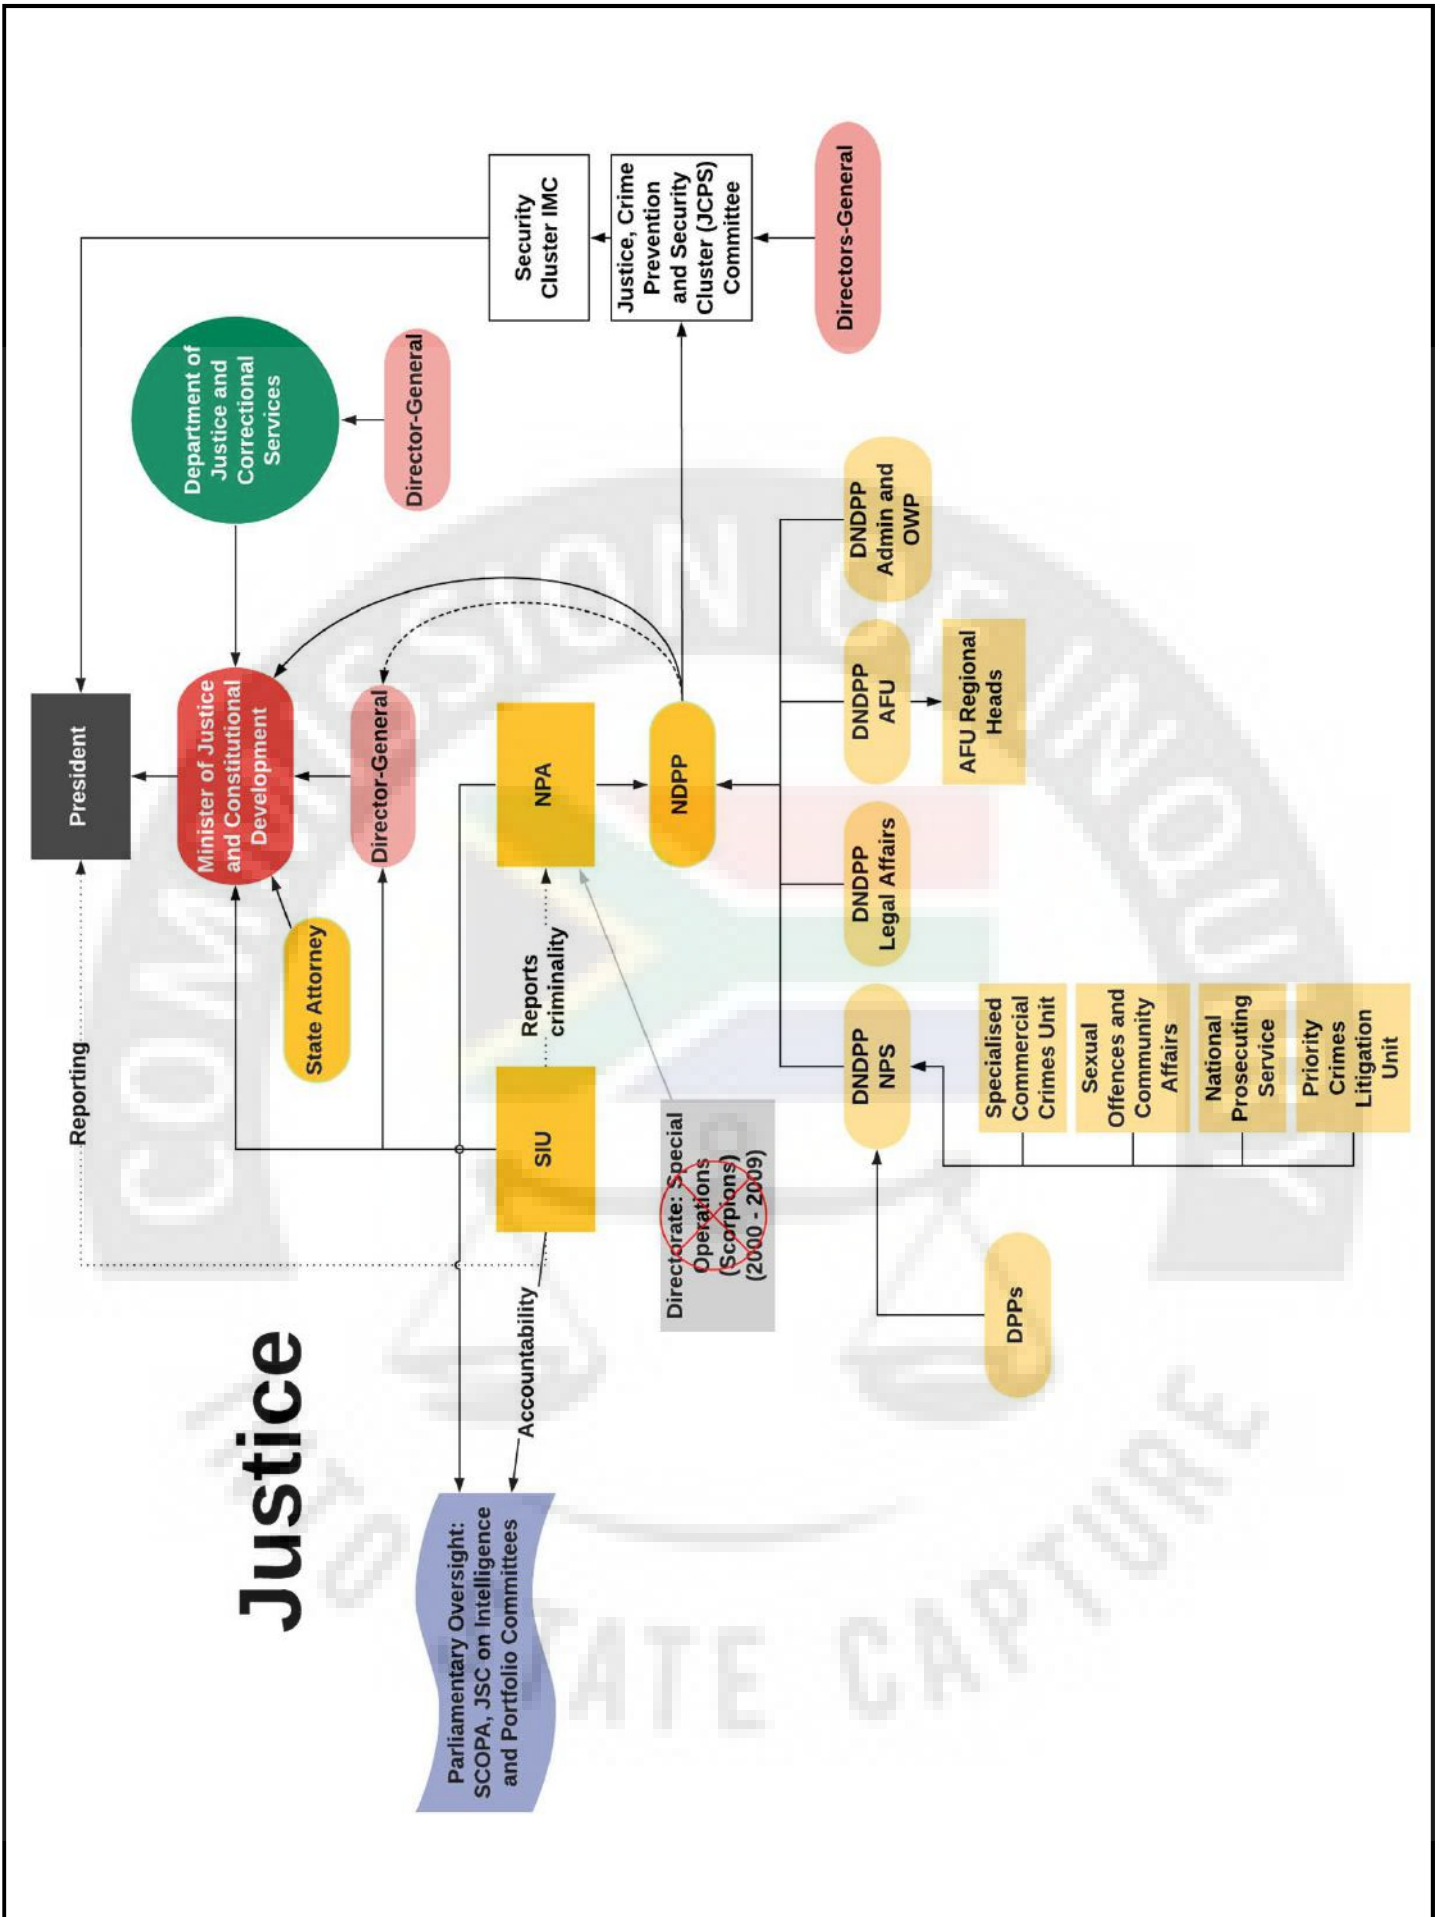 Justice
President
Reporting
Minister of Justice
and Constitutional
Development
Department of
Justice and
Correctional
Services
Director-General
State Attorney
Director-General
Security
Cluster IMC
Justice, Crime
Prevention
and Security
Cluster (JCPS)
Committee
Directors-General
Parliamentary Oversight:
SCOPA, JSC on Intelligence
and Portfolio Committees
Accountability
SIU
Reports
criminality
NPA
Directorate: Special
Operations
(Scorpions)
(2000 - 2009)
NDPP
DNDPP
NPS
DNDPP
Legal Affairs
DNDPP
AFU
DNDPP
Admin and
OWP
DPPs
Specialised
Commercial
Crimes Unit
Sexual
Offences and
Community
Affairs
National
Prosecuting
Service
Priority
Crimes
Litigation
Unit
AFU Regional
Heads
COMMISSION OF INQUIRY
INTO STATE CAPTURE